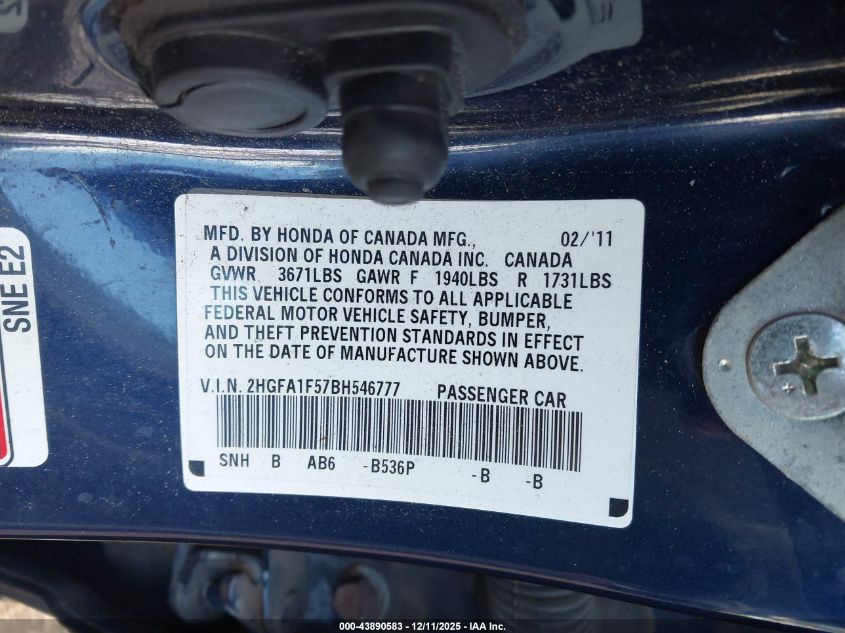 MFD. BY HONDA OF CANADA MFG., 02/'11
A DIVISION OF HONDA CANADA INC. CANADA
GVWR 3671LBS GAWR F 1940LBS R 1731LBS
THIS VEHICLE CONFORMS TO ALL APPLICABLE
FEDERAL MOTOR VEHICLE SAFETY, BUMPER,
AND THEFT PREVENTION STANDARDS IN EFFECT
ON THE DATE OF MANUFACTURE SHOWN ABOVE.
V.I.N. 2HGFA1F57BH546777 PASSENGER CAR
SNH B AB6 -B536P -B -B
SNE E2
000-43890583 - 12/11/2025 - IAA Inc.